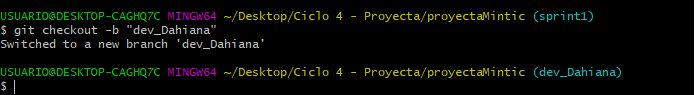 USUARIO@DESKTOP-CAGHQ7C MINGW64 ~/Desktop/Ciclo 4 - Proyecta/proyectaMintic (sprint1)
$ git checkout -b "dev_Dahiana"
Switched to a new branch 'dev_Dahiana'
USUARIO@DESKTOP-CAGHQ7C MINGW64 ~/Desktop/Ciclo 4 - Proyecta/proyectaMintic (dev_Dahiana)
$